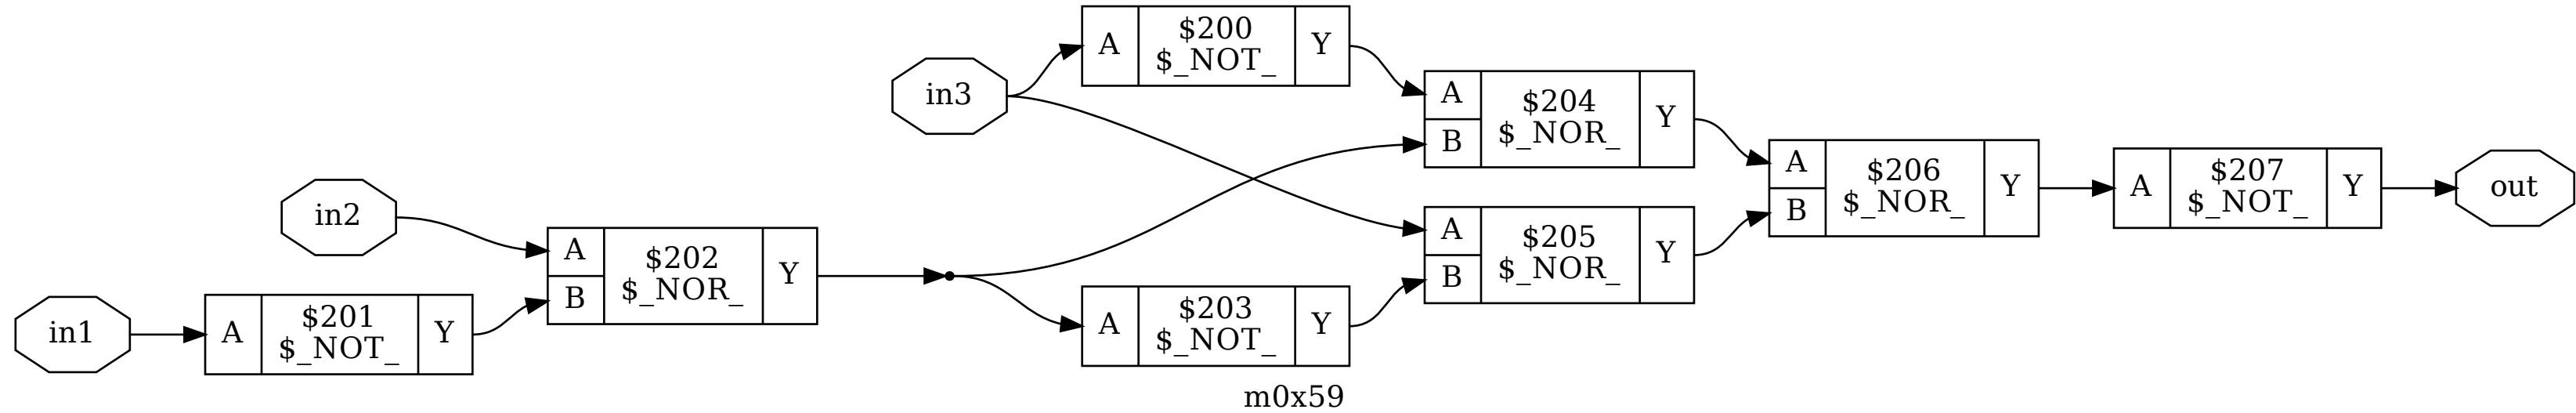 in3
A
$200
$_NOT_
Y
A
B
$204
$_NOR_
Y
in2
A
B
$202
$_NOR_
Y
in1
A
$201
$_NOT_
Y
A
$203
$_NOT_
Y
A
B
$205
$_NOR_
Y
A
B
$206
$_NOR_
Y
A
$207
$_NOT_
Y
out
m0x59